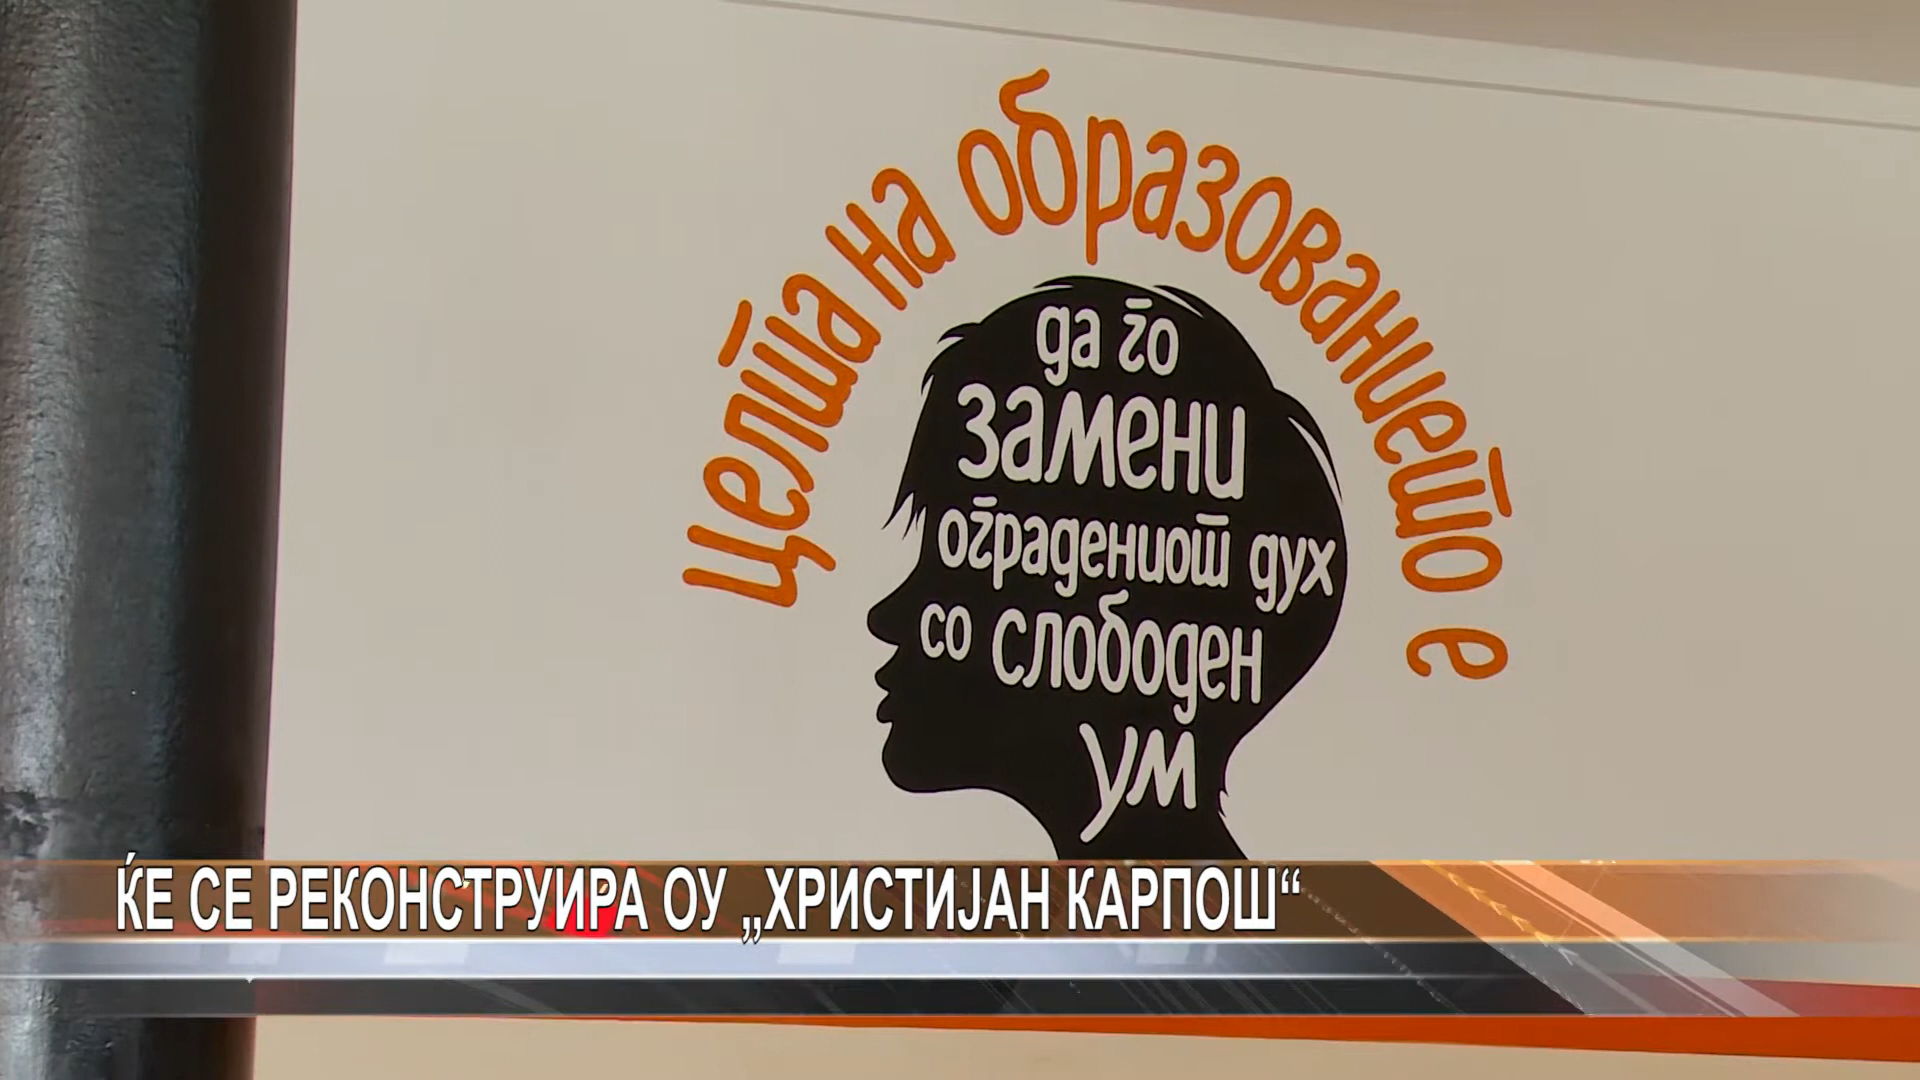 Целта на образованието е
да го
замени
оградениот дух
со слободен
ум
ЌЕ СЕ РЕКОНСТРУИРА ОУ „ХРИСТИЈАН КАРПОШ“